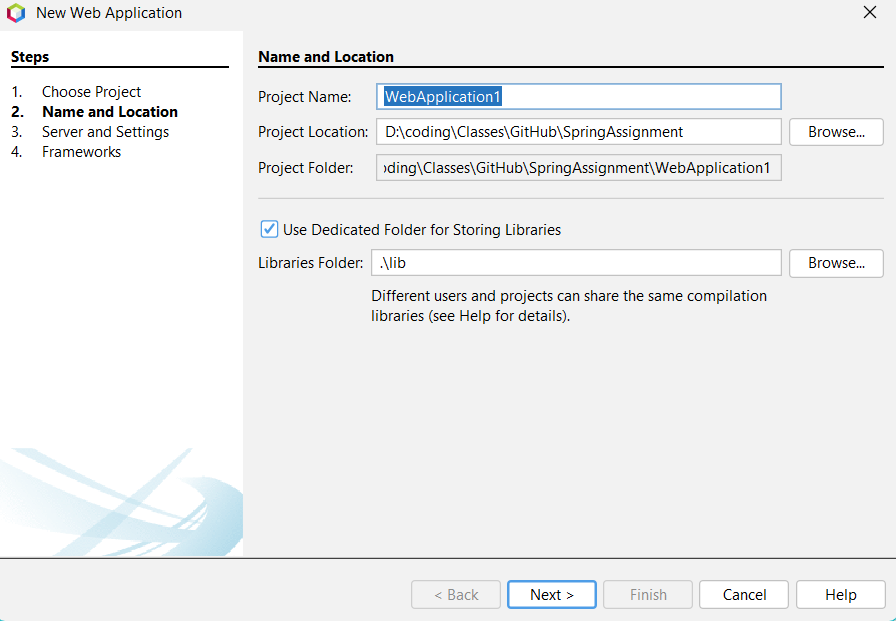 New Web Application
Steps
1. Choose Project
2. Name and Location
3. Server and Settings
4. Frameworks
Name and Location
Project Name: WebApplication1
Project Location: D:\coding\Classes\GitHub\SpringAssignment Browse...
Project Folder: oding\Classes\GitHub\SpringAssignment\WebApplication1
Use Dedicated Folder for Storing Libraries
Libraries Folder: .\lib Browse...
Different users and projects can share the same compilation
libraries (see Help for details).
< Back Next > Finish Cancel Help